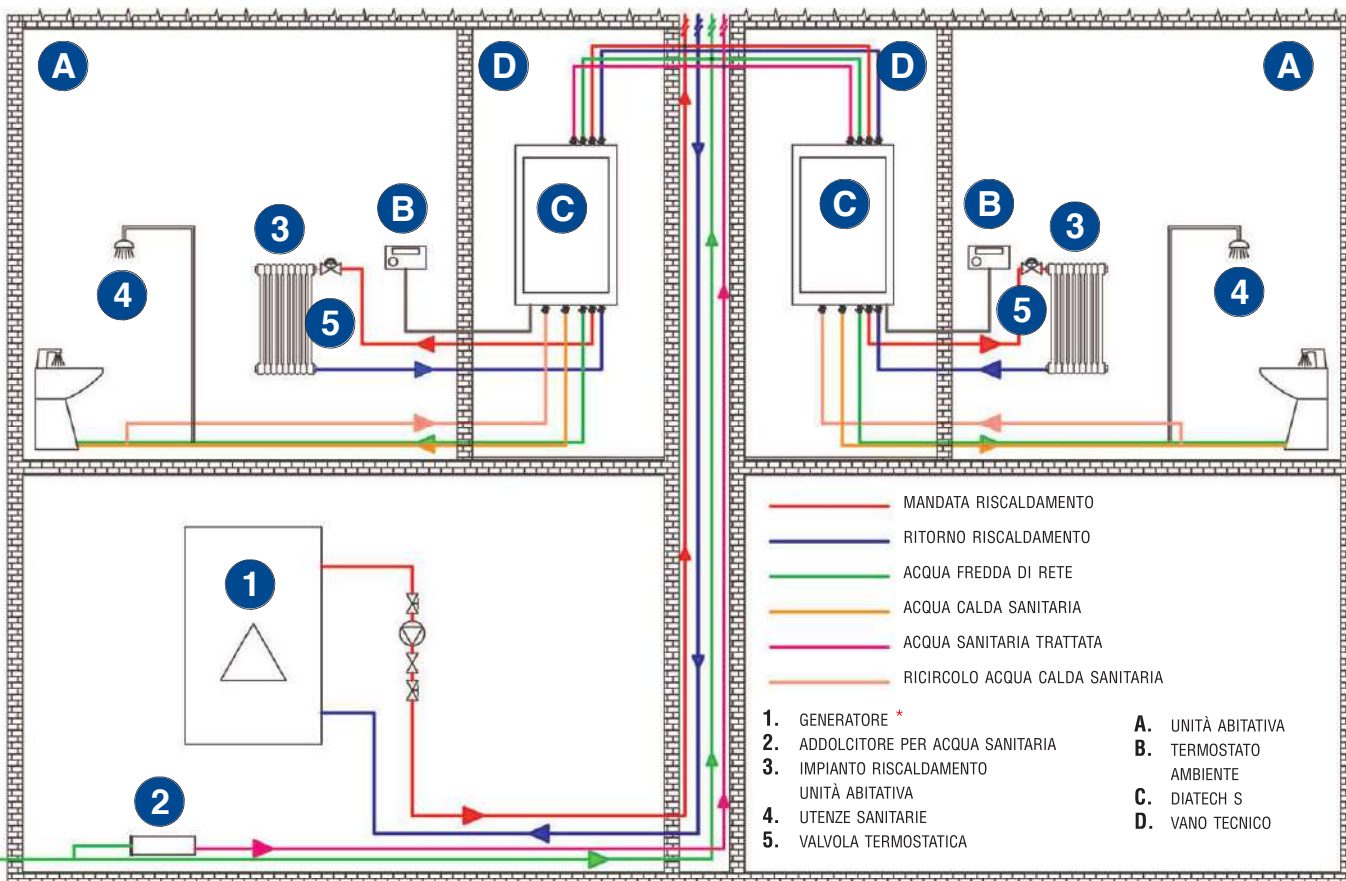 A
D
D
A
B
C
C
B
3
3
4
5
5
4
1
2
MANDATA RISCALDAMENTO
RITORNO RISCALDAMENTO
ACQUA FREDDA DI RETE
ACQUA CALDA SANITARIA
ACQUA SANITARIA TRATTATA
RICIRCOLO ACQUA CALDA SANITARIA
1. GENERATORE *
2. ADDOLCITORE PER ACQUA SANITARIA
3. IMPIANTO RISCALDAMENTO
UNITÀ ABITATIVA
4. UTENZE SANITARIE
5. VALVOLA TERMOSTATICA
A. UNITÀ ABITATIVA
B. TERMOSTATO
AMBIENTE
C. DIATECH S
D. VANO TECNICO